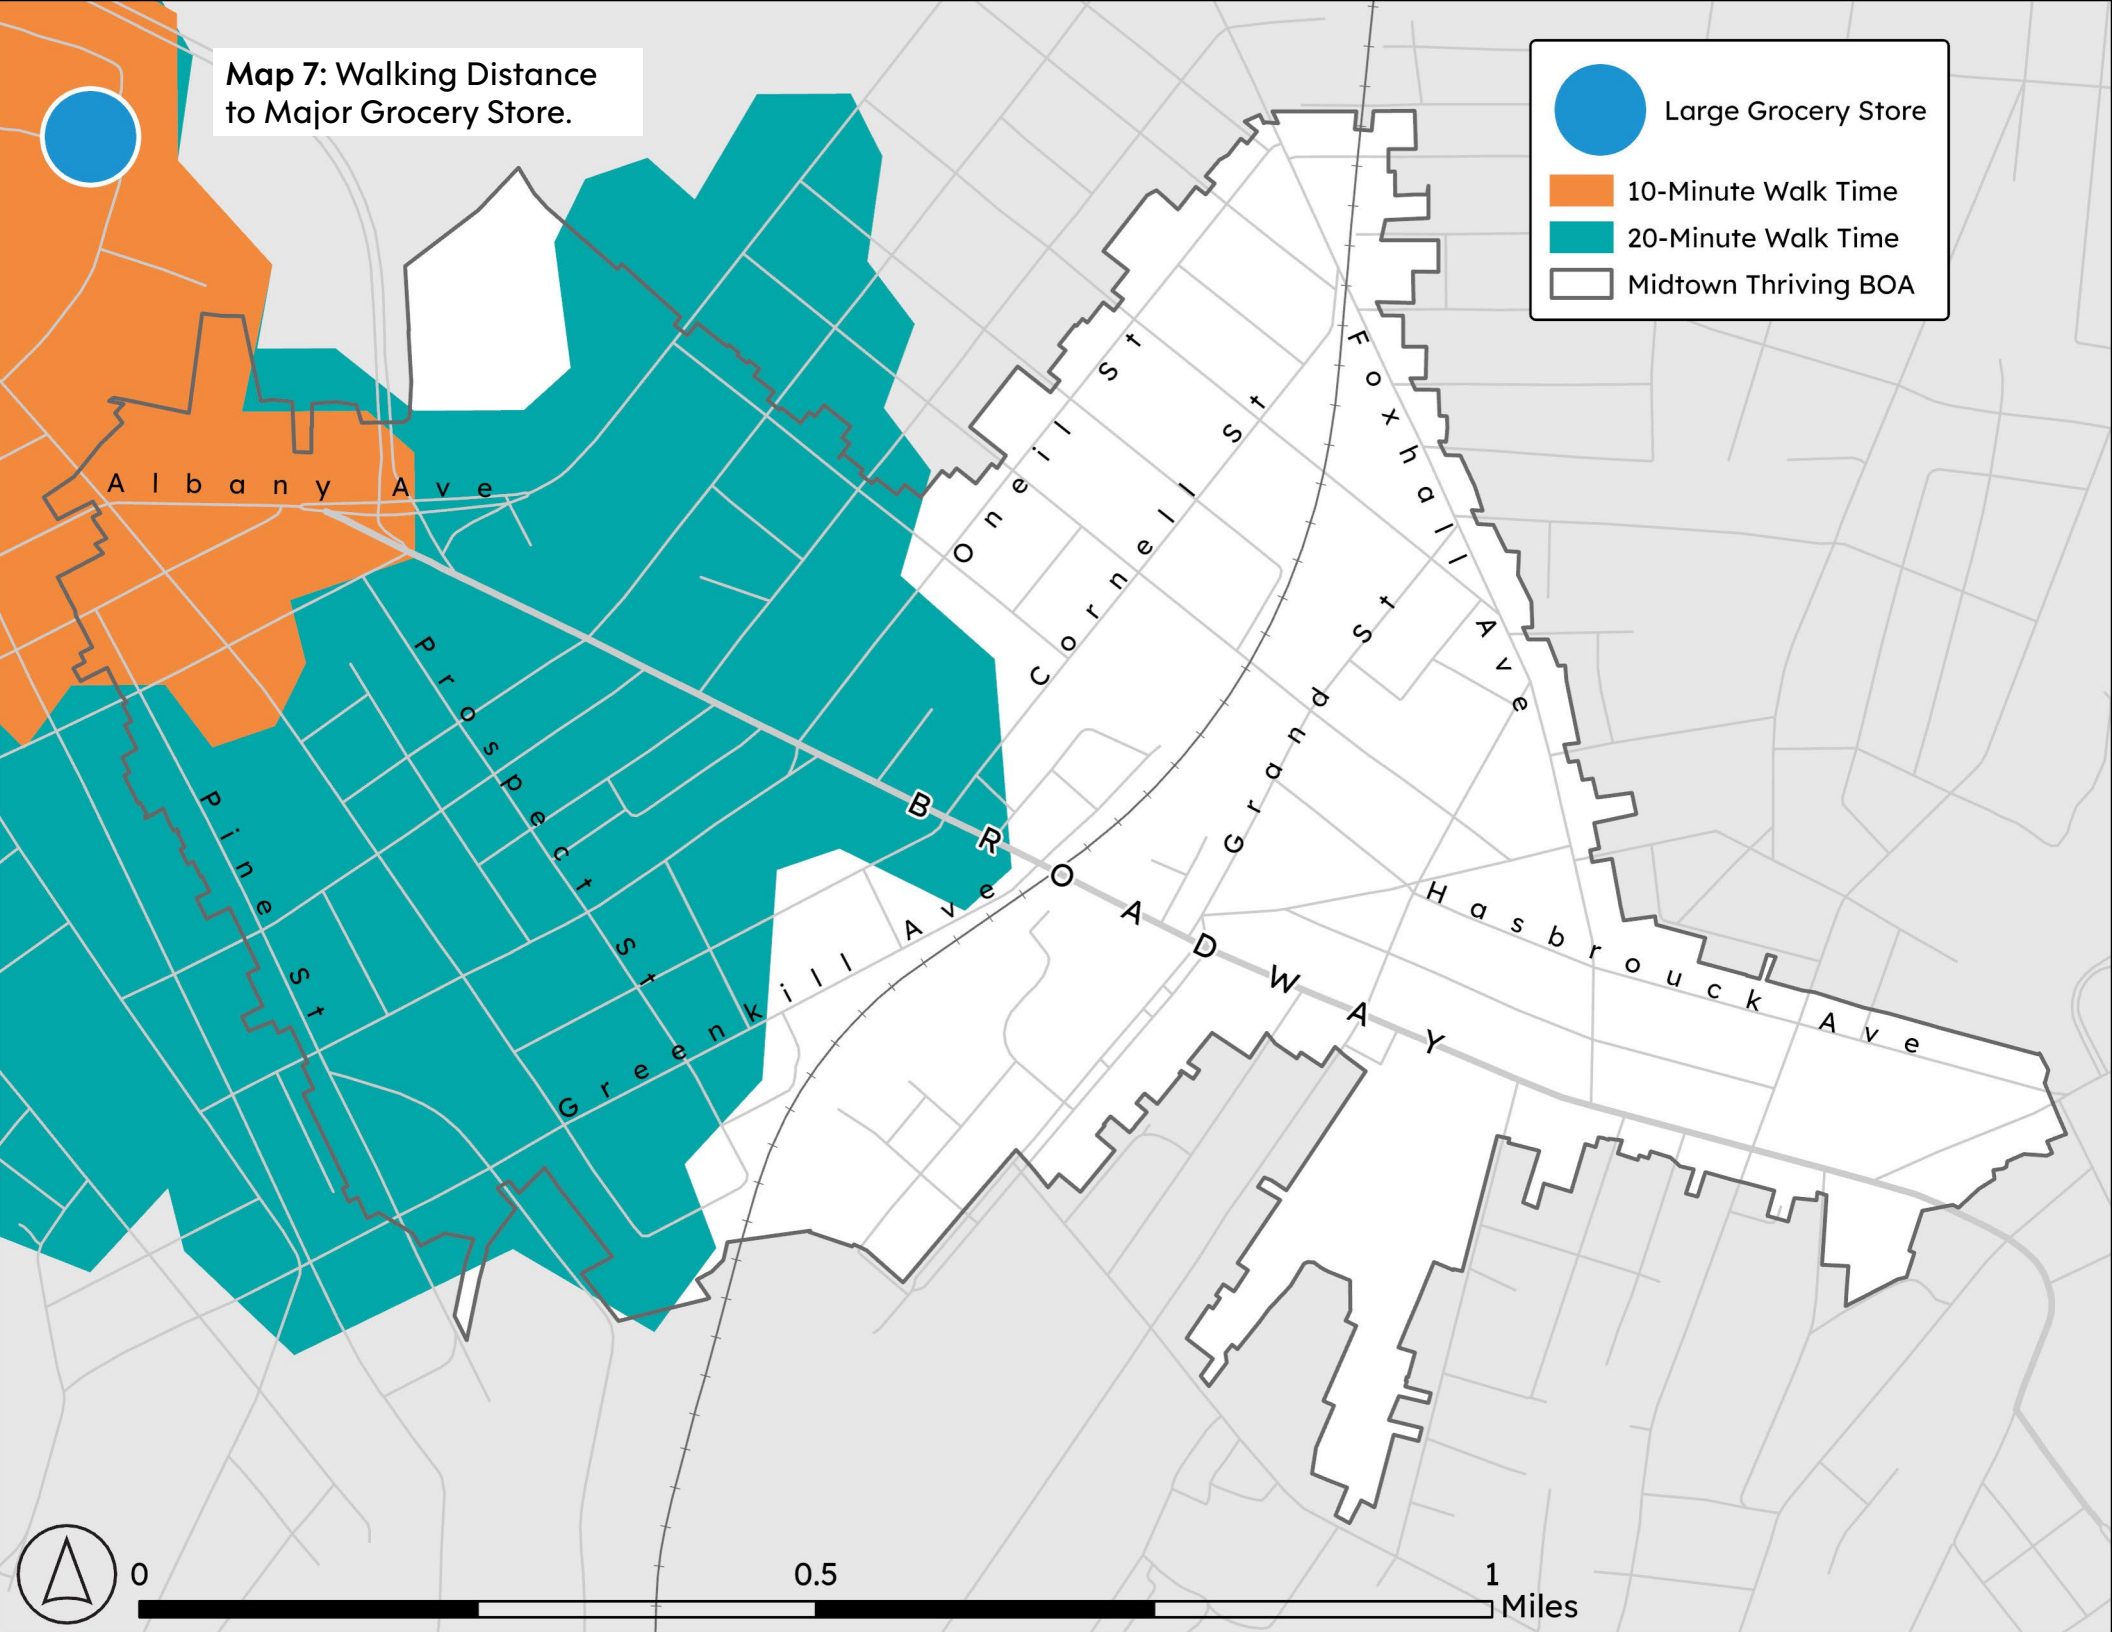 Map 7: Walking Distance
to Major Grocery Store.
Large Grocery Store
10-Minute Walk Time
20-Minute Walk Time
Midtown Thriving BOA
Albany Ave
Oneil St
Cornell St
Foxhall Ave
Prospect St
Grand St
Pine St
BROADWAY
Hasbrouck Ave
Greenkill Ave
0
0.5
1
Miles